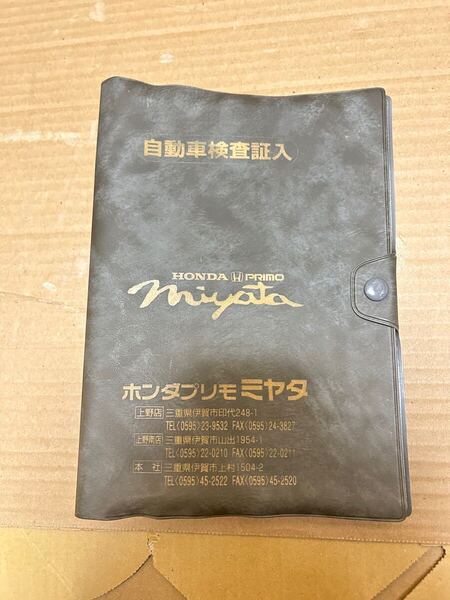 自動車検査証入
HONDA PRIMO
miyata
ホンダプリモミヤタ
上野店 三重県伊賀市印代248-1
TEL(0595)23-9532 FAX(0595)24-3827
上野南店 三重県伊賀市山出1954-1
TEL(0595)22-0210 FAX(0595)22-0211
本社 三重県伊賀市上村1504-2
TEL(0595)45-2522 FAX(0595)45-2520